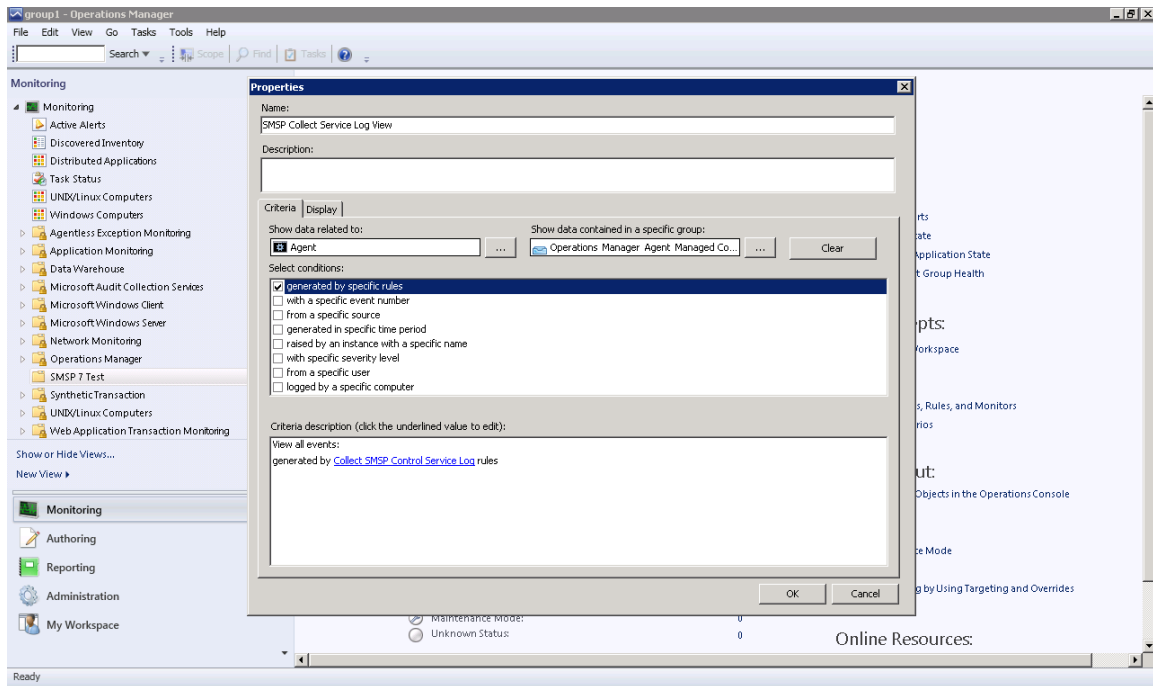 group1 - Operations Manager
File Edit View Go Tasks Tools Help
Search Scope Find Tasks
Monitoring
Monitoring
Active Alerts
Discovered Inventory
Distributed Applications
Task Status
UNIX/Linux Computers
Windows Computers
Agentless Exception Monitoring
Application Monitoring
Data Warehouse
Microsoft Audit Collection Services
Microsoft Windows Client
Microsoft Windows Server
Network Monitoring
Operations Manager
SMSP 7 Test
Synthetic Transaction
UNIX/Linux Computers
Web Application Transaction Monitoring
Show or Hide Views...
New View
Monitoring
Authoring
Reporting
Administration
My Workspace
Properties
Name:
SMSP Collect Service Log View
Description:
Criteria Display
Show data related to: Show data contained in a specific group:
Agent ... Operations Manager Agent Managed Co... ... Clear
Select conditions:
generated by specific rules
with a specific event number
from a specific source
generated in specific time period
raised by an instance with a specific name
with specific severity level
from a specific user
logged by a specific computer
Criteria description (click the underlined value to edit):
View all events:
generated by Collect SMSP Control Service Log rules
OK Cancel
rts
tate
Application State
t Group Health
pts:
Workspace
s, Rules, and Monitors
rios
ut:
Objects in the Operations Console
ce Mode
g by Using Targeting and Overrides
Maintenance Mode: 0
Unknown Status: 0
Online Resources:
Ready